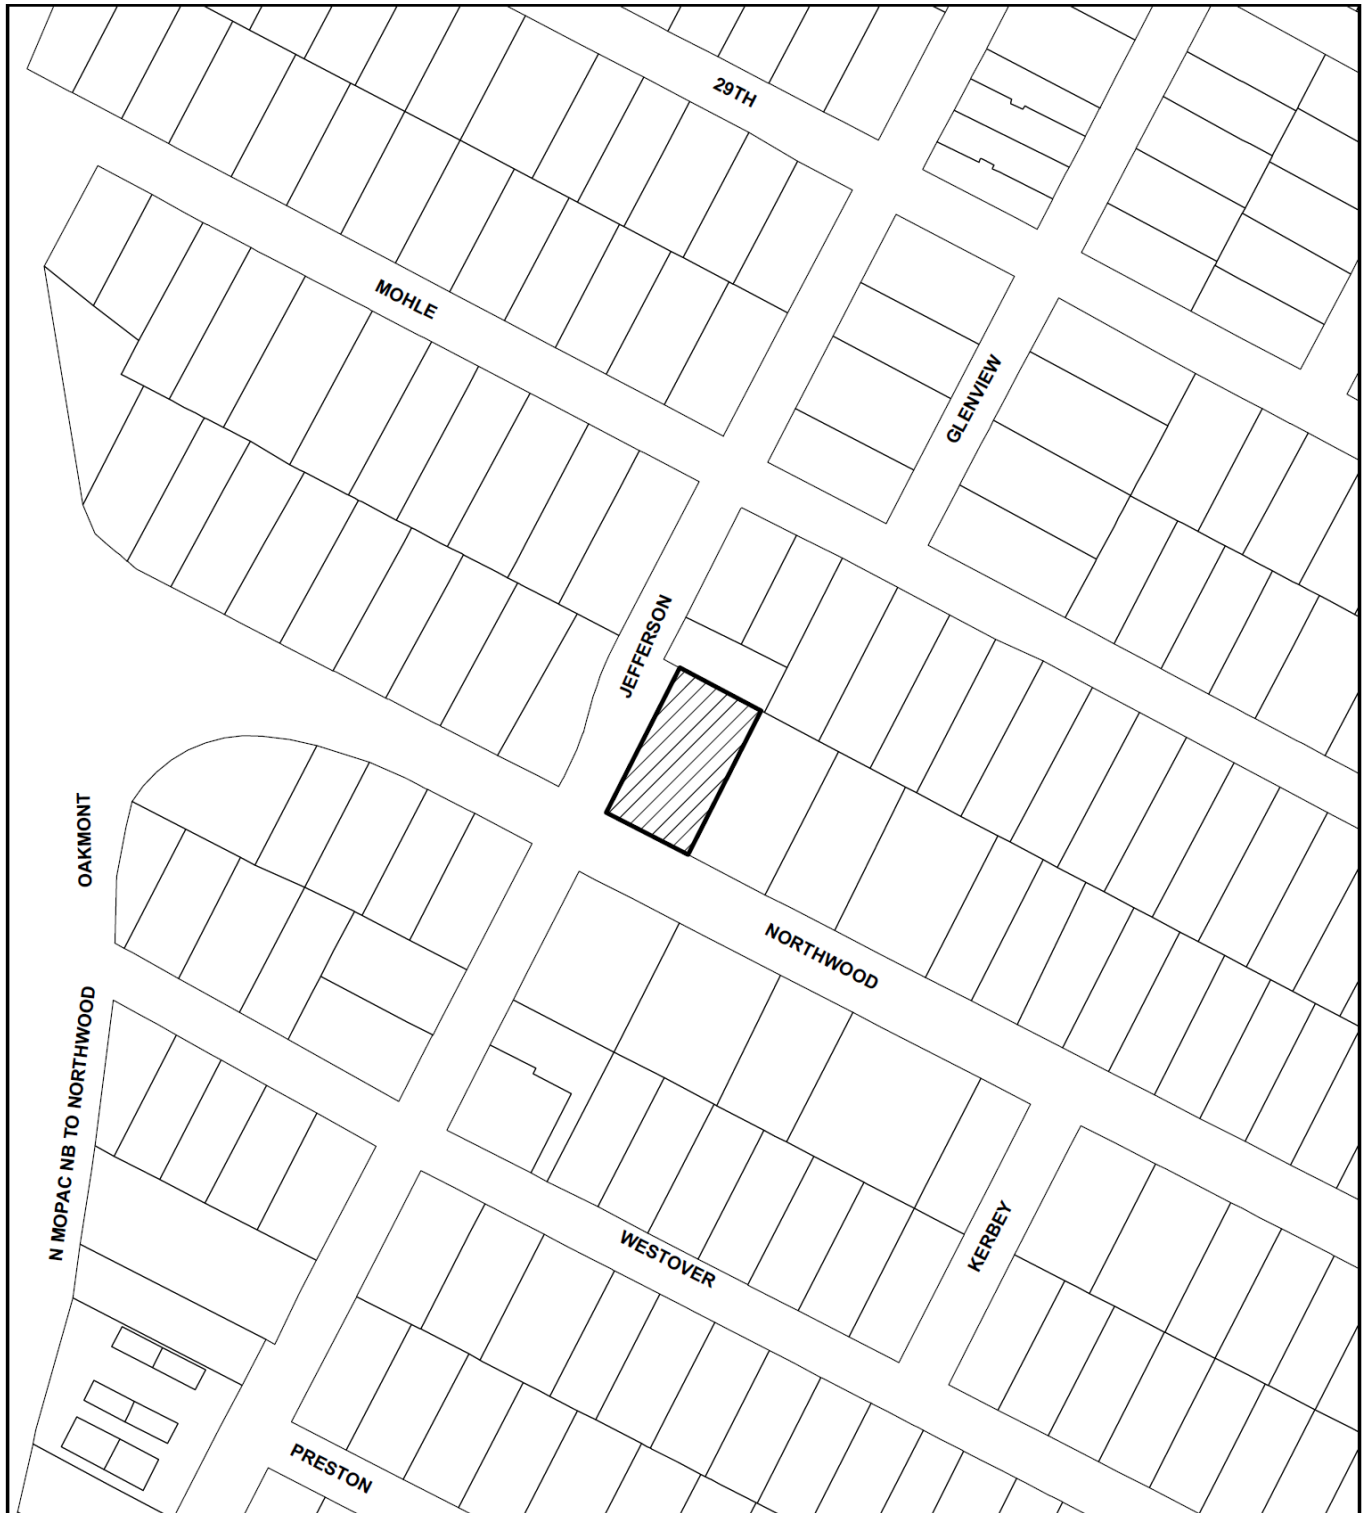 29TH
MOHLE
GLENVIEW
JEFFERSON
OAKMONT
NORTHWOOD
N MOPAC NB TO NORTHWOOD
KERBEY
WESTOVER
PRESTON